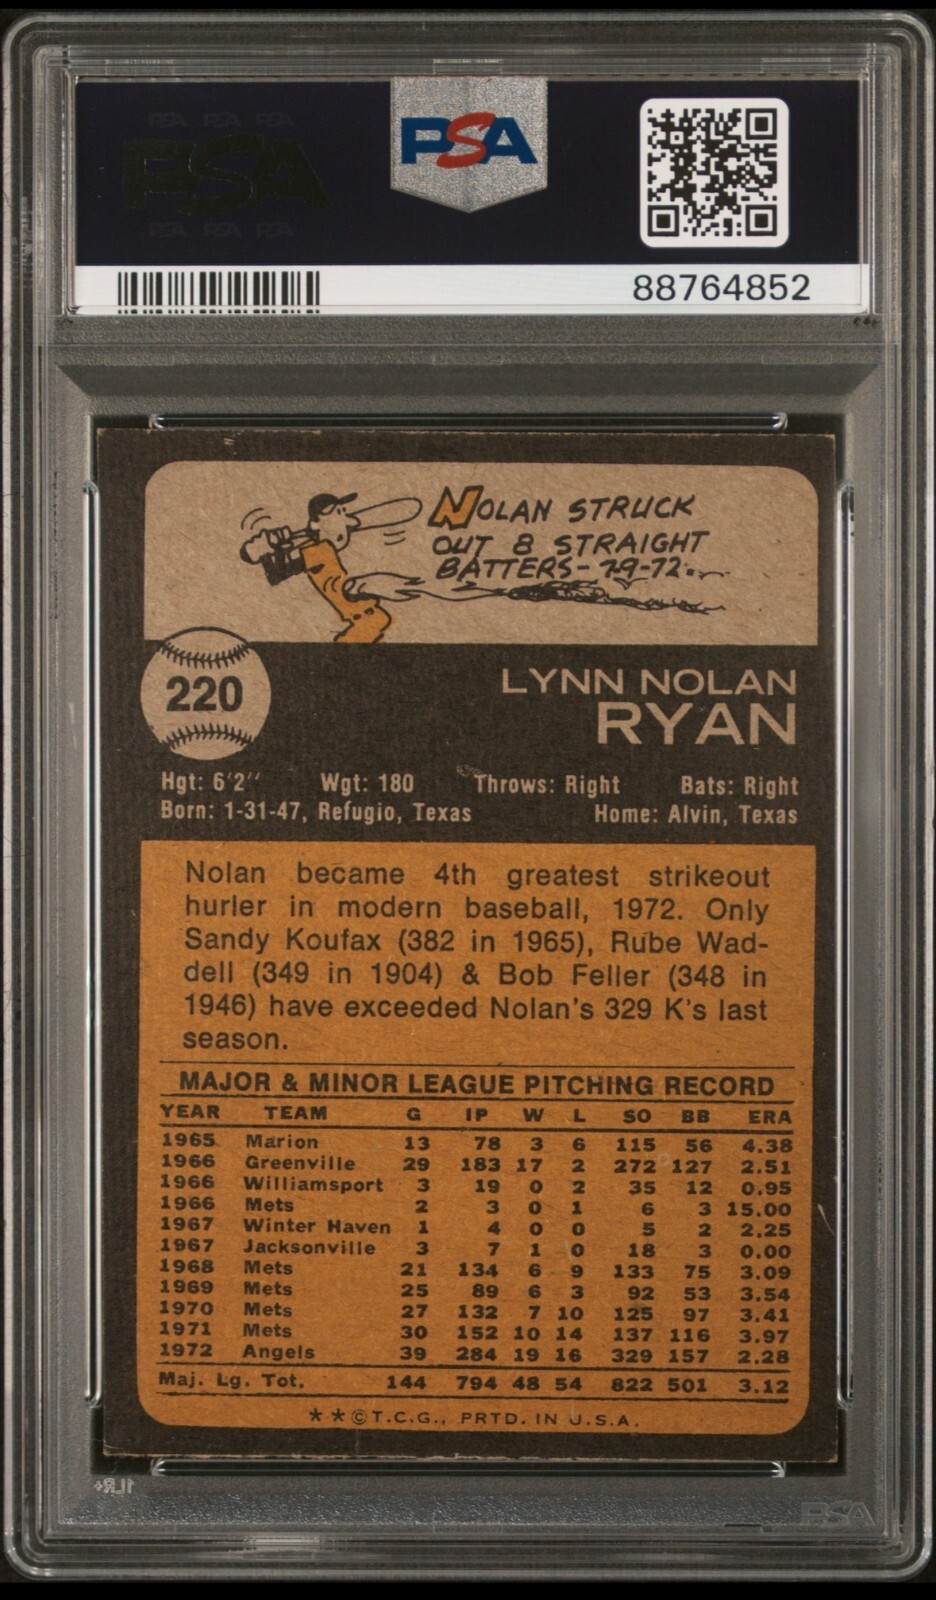 PSA PSA PSA
PSA
PSA PSA PSA
PSA
88764852
NOLAN STRUCK
OUT 8 STRAIGHT
BATTERS-7-9-72.
220
LYNN NOLAN
RYAN
Hgt: 6'2'' Wgt: 180 Throws: Right Bats: Right
Born: 1-31-47, Refugio, Texas Home: Alvin, Texas
Nolan became 4th greatest strikeout
hurler in modern baseball, 1972. Only
Sandy Koufax (382 in 1965), Rube Wad-
dell (349 in 1904) & Bob Feller (348 in
1946) have exceeded Nolan's 329 K's last
season.
MAJOR & MINOR LEAGUE PITCHING RECORD
YEAR TEAM G IP W L SO BB ERA
1965 Marion 13 78 3 6 115 56 4.38
1966 Greenville 29 183 17 2 272 127 2.51
1966 Williamsport 3 19 0 2 35 12 0.95
1966 Mets 2 3 0 1 6 3 15.00
1967 Winter Haven 1 4 0 0 5 2 2.25
1967 Jacksonville 3 7 1 0 18 3 0.00
1968 Mets 21 134 6 9 133 75 3.09
1969 Mets 25 89 6 3 92 53 3.54
1970 Mets 27 132 7 10 125 97 3.41
1971 Mets 30 152 10 14 137 116 3.97
1972 Angels 39 284 19 16 329 157 2.28
Maj. Lg. Tot. 144 794 48 54 822 501 3.12
**©T.C.G., PRTD. IN U.S.A.
PSA